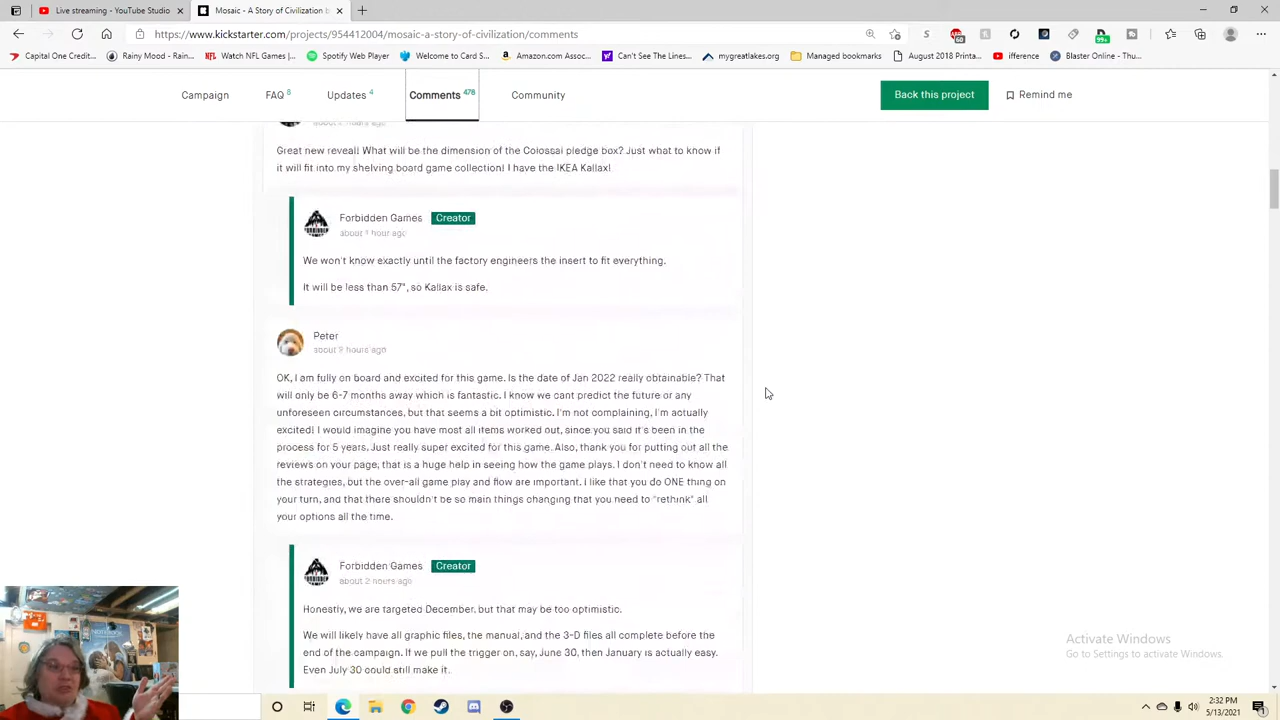 Live streaming - YouTube Studio
Mosaic - A Story of Civilization b
https://www.kickstarter.com/projects/954412004/mosaic-a-story-of-civilization/comments
Capital One Credit...
Rainy Mood - Rain...
Watch NFL Games |...
Spotify Web Player
Welcome to Card S...
Amazon.com Assoc...
Can't See The Lines...
mygreatlakes.org
Managed bookmarks
August 2018 Printa...
ifference
Blaster Online - Thu...
Campaign
FAQ 8
Updates 4
Comments 478
Community
Back this project
Remind me
Great new reveal! What will be the dimension of the Colossal pledge box? Just what to know if
it will fit into my shelving board game collection! I have the IKEA Kallax!
Forbidden Games Creator
about 1 hour ago
We won't know exactly until the factory engineers the insert to fit everything.
It will be less than 57", so Kallax is safe.
Peter
about 2 hours ago
OK, I am fully on board and excited for this game. Is the date of Jan 2022 really obtainable? That
will only be 6-7 months away which is fantastic. I know we cant predict the future or any
unforeseen circumstances, but that seems a bit optimistic. I'm not complaining, I'm actually
excited! I would imagine you have most all items worked out, since you said it's been in the
process for 5 years. Just really super excited for this game. Also, thank you for putting out all the
reviews on your page, that is a huge help in seeing how the game plays. I don't need to know all
the strategies, but the over-all game play and flow are important. I like that you do ONE thing on
your turn, and that there shouldn't be so main things changing that you need to "rethink" all
your options all the time.
Forbidden Games Creator
about 2 hours ago
Honestly, we are targeted December, but that may be too optimistic.
We will likely have all graphic files, the manual, and the 3-D files all complete before the
end of the campaign. If we pull the trigger on, say, June 30, then January is actually easy.
Even July 30 could still make it.
Activate Windows
Go to Settings to activate Windows.
2:32 PM
5/13/2021